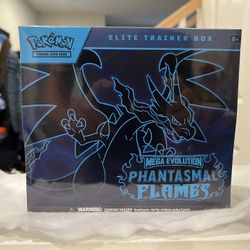 POKÉMON
TRADING CARD GAME
ELITE TRAINER BOX
6+
MEGA EVOLUTION
PHANTASMAL
FLAMES
WARNING: